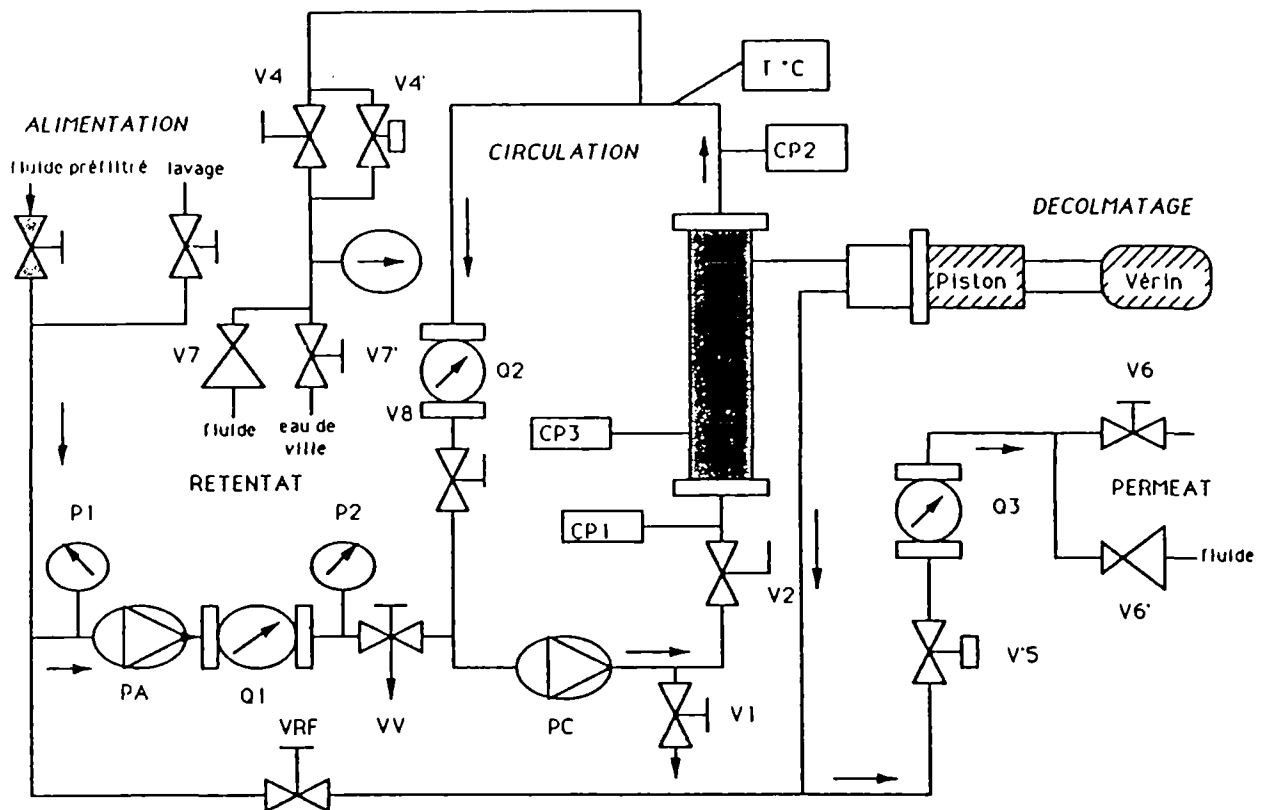 V4
V4'
T °C
ALIMENTATION
fluide préfiltré
lavage
CIRCULATION
CP2
DECOLMATAGE
Piston
Vérin
V7
V7'
Q2
V8
V6
fluide
eau de
ville
CP3
RETENTAT
PERMEAT
P1
P2
CP1
Q3
fluide
V2
V6'
V'5
PA
Q1
VV
PC
V1
VRF